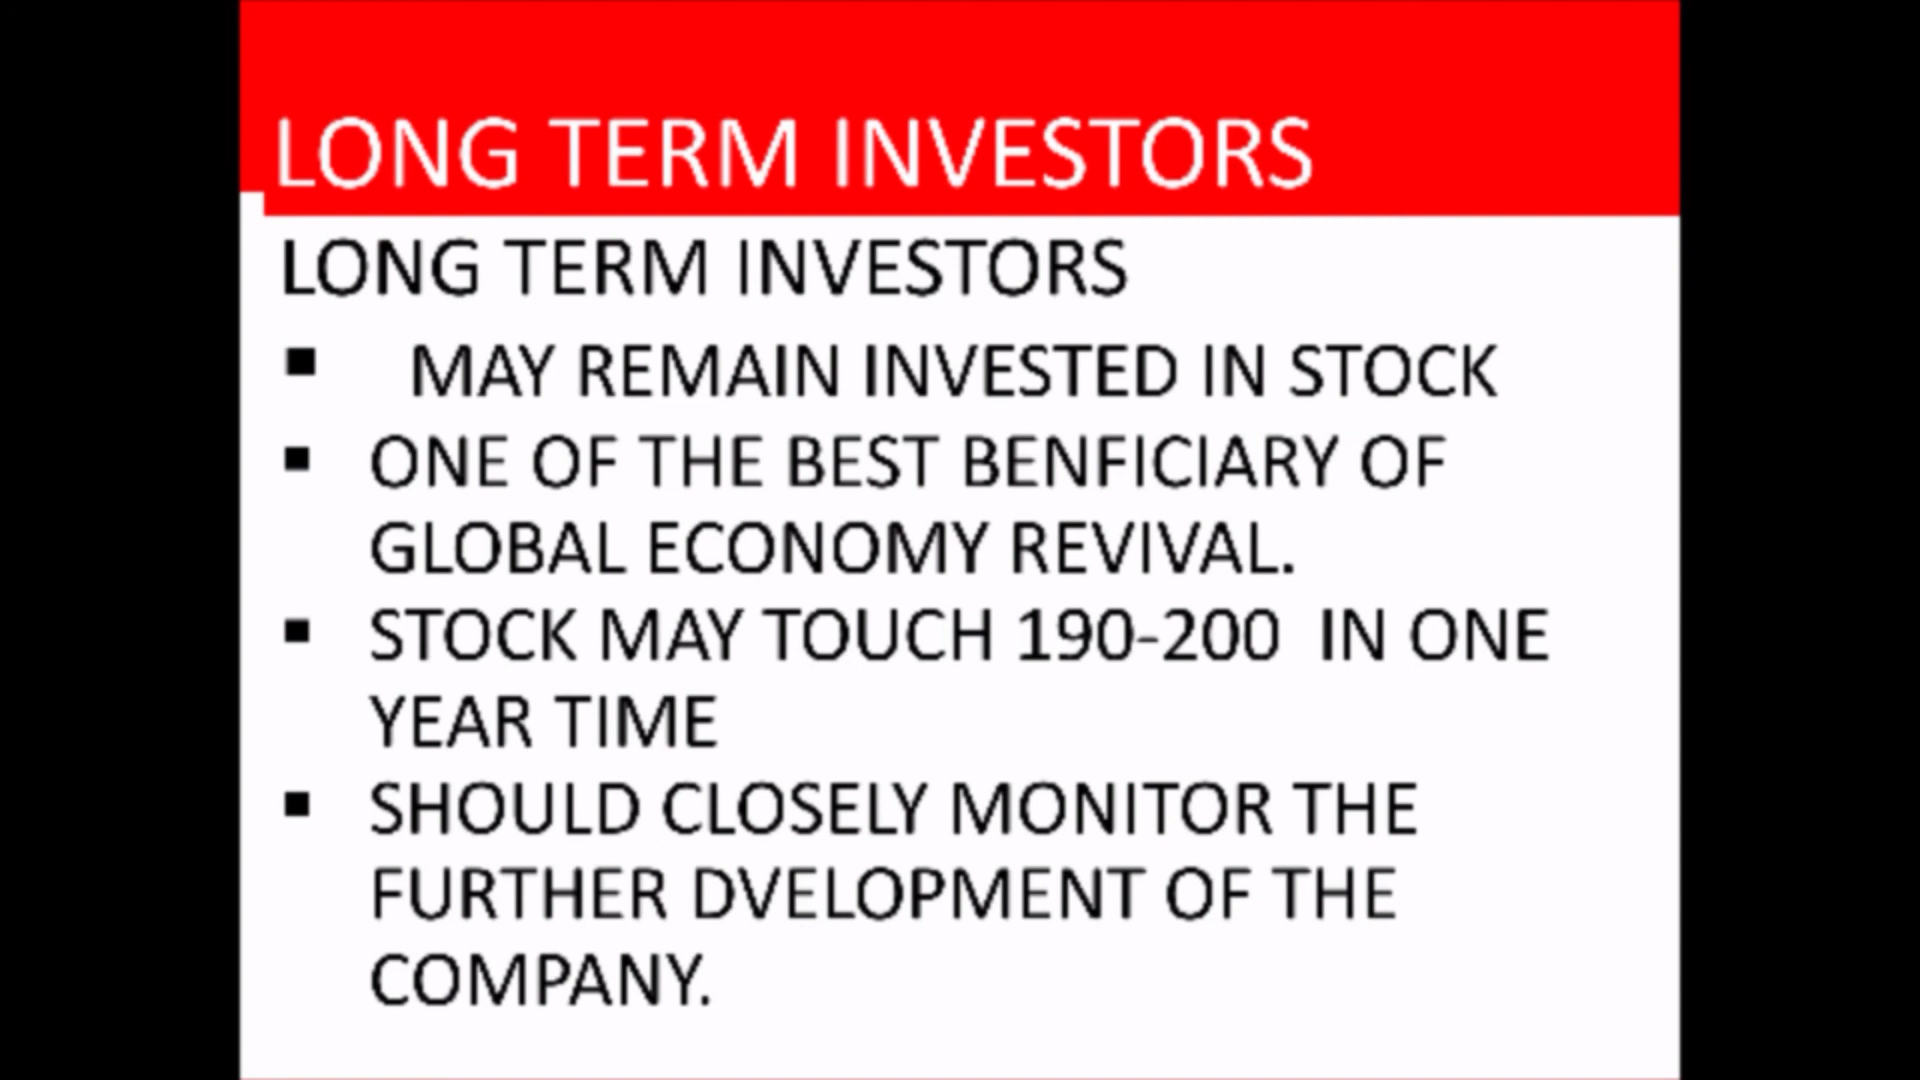 LONG TERM INVESTORS
LONG TERM INVESTORS
▪ MAY REMAIN INVESTED IN STOCK
▪ ONE OF THE BEST BENFICIARY OF
GLOBAL ECONOMY REVIVAL.
▪ STOCK MAY TOUCH 190-200 IN ONE
YEAR TIME
▪ SHOULD CLOSELY MONITOR THE
FURTHER DVELOPMENT OF THE
COMPANY.